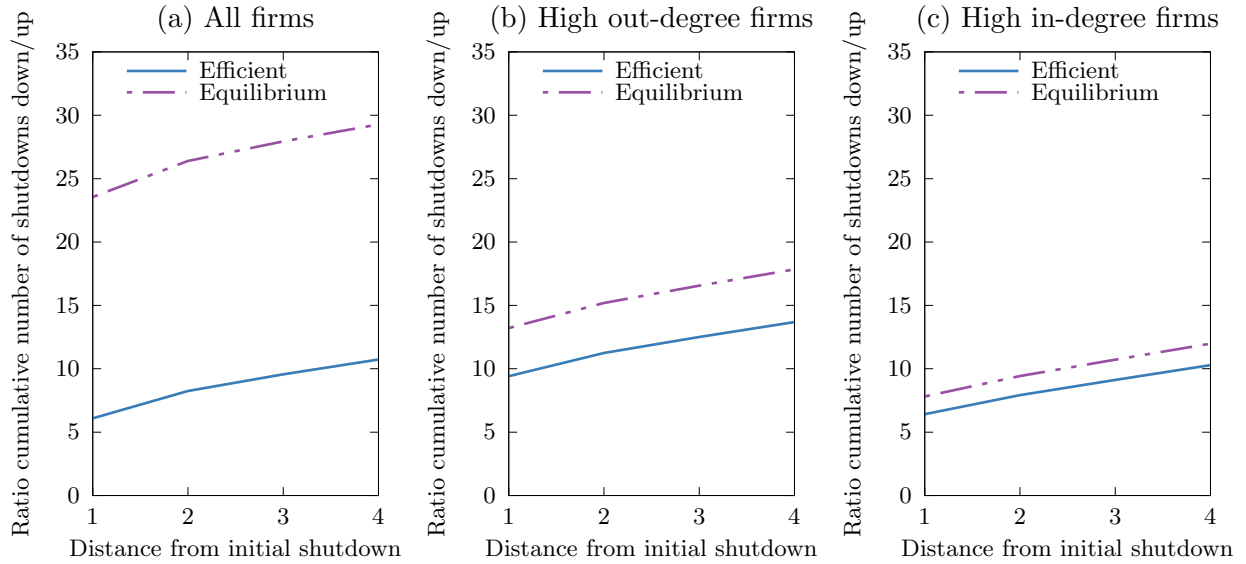 (a) All firms
Ratio cumulative number of shutdowns down/up
35
30
25
20
15
10
5
0
Efficient
Equilibrium
1 2 3 4
Distance from initial shutdown
(b) High out-degree firms
Ratio cumulative number of shutdowns down/up
35
30
25
20
15
10
5
0
Efficient
Equilibrium
1 2 3 4
Distance from initial shutdown
(c) High in-degree firms
Ratio cumulative number of shutdowns down/up
35
30
25
20
15
10
5
0
Efficient
Equilibrium
1 2 3 4
Distance from initial shutdown